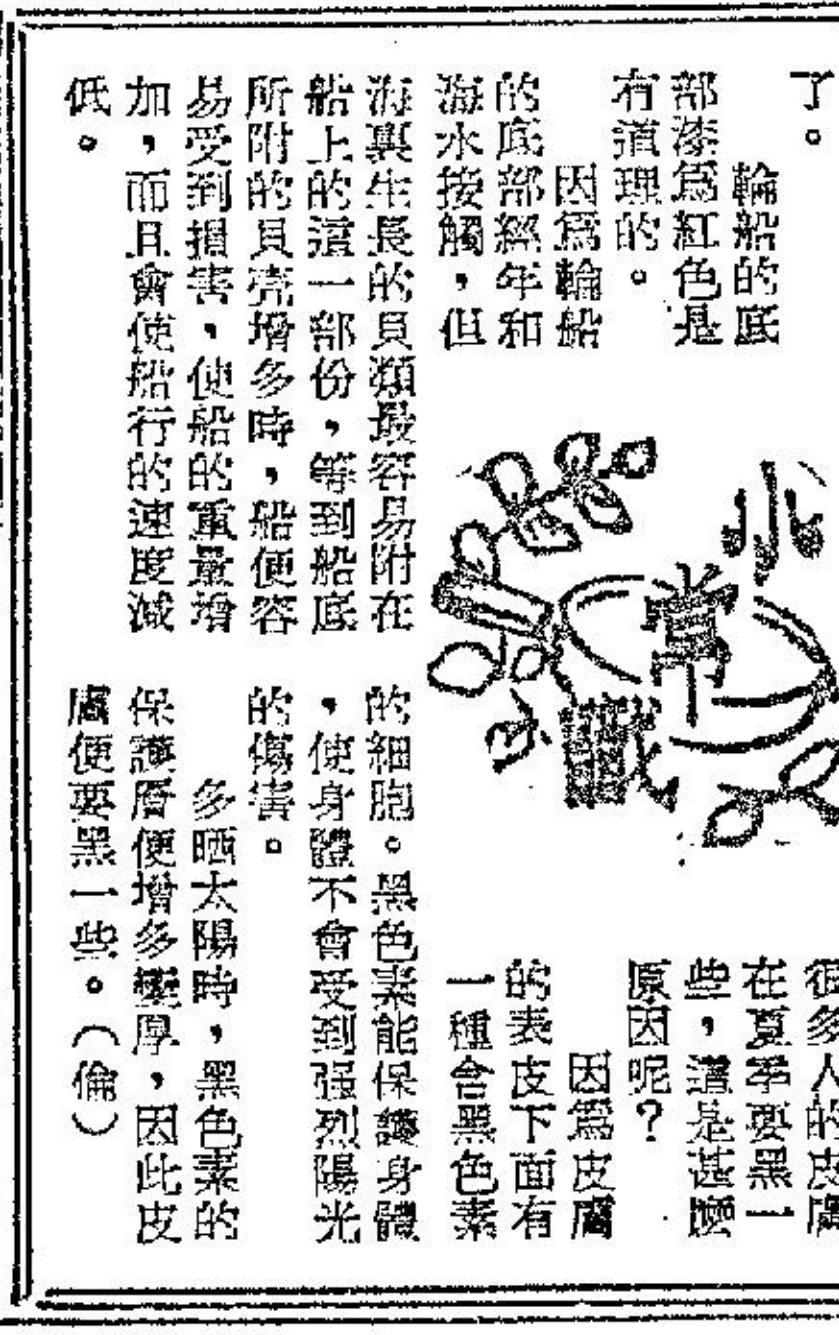 小常識
了。
輪船的底
部漆爲紅色是
有道理的。
因爲輪船
的底部經年和
海水接觸，但
海裏生長的貝類最容易附在
船上的這一部份，等到船底
所附的貝壳增多時，船便容
易受到損害，使船的重量增
加，而且會使船行的速度減
低。
很多人的皮膚
在夏季要黑一
些，這是甚麼
原因呢？
因爲皮膚
的表皮下面有
一種含黑色素
的細胞。黑色素能保護身體
，使身體不會受到强烈陽光
的傷害。
多晒太陽時，黑色素的
保護層便增多變厚，因此皮
膚便要黑一些。（倫）